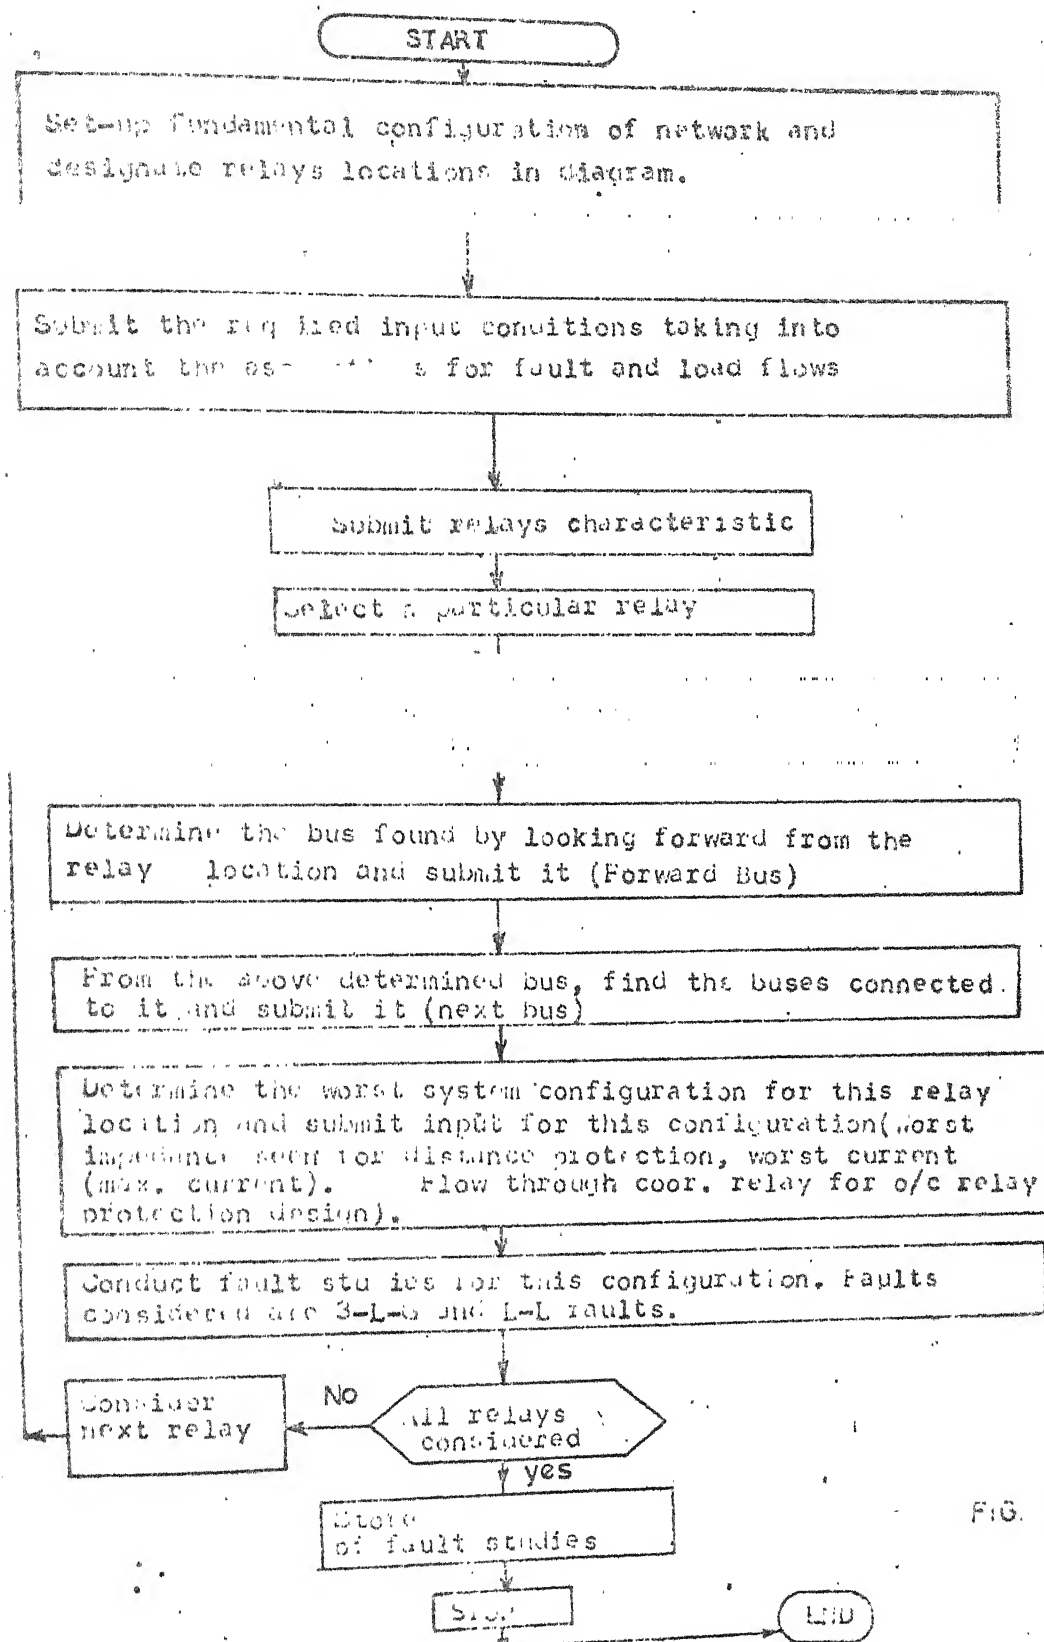 START
Set-up fundamental configuration of network and
designate relays locations in diagram.
Submit the required input conditions taking into
account the for fault and load flows
Submit relays characteristic
Select a particular relay
Determine the bus found by looking forward from the
relay location and submit it (Forward Bus)
From the above determined bus, find the buses connected
to it and submit it (next bus)
Determine the worst system configuration for this relay
location and submit input for this configuration(worst
impedance seen for distance protection, worst current
(max. current). Flow through coor. relay for o/c relay
protection design).
Conduct fault studies for this configuration. Faults
considered are 3-L-G and L-L faults.
Consider
next relay
No
All relays
considered
yes
Store
of fault studies
FIG.
STOP
END